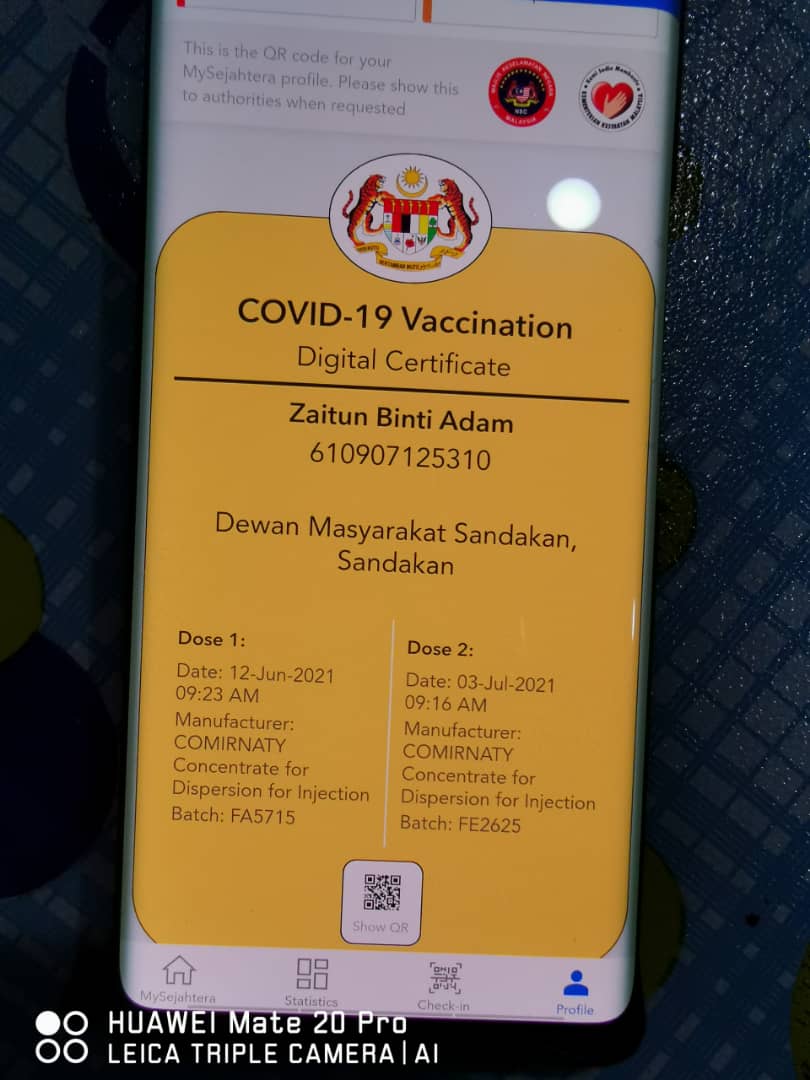 This is the QR code for your
MySejahtera profile. Please show this
to authorities when requested
MAJLIS KESELAMATAN NEGARA
NSC
MALAYSIA
Kami Sedia Membantu
KEMENTERIAN KESIHATAN MALAYSIA
BERSEKUTU BERTAMBAH MUTU
COVID-19 Vaccination
Digital Certificate
Zaitun Binti Adam
610907125310
Dewan Masyarakat Sandakan,
Sandakan
Dose 1:
Date: 12-Jun-2021
09:23 AM
Manufacturer:
COMIRNATY
Concentrate for
Dispersion for Injection
Batch: FA5715
Dose 2:
Date: 03-Jul-2021
09:16 AM
Manufacturer:
COMIRNATY
Concentrate for
Dispersion for Injection
Batch: FE2625
Show QR
MySejahtera
Statistics
Check-in
Profile
HUAWEI Mate 20 Pro
LEICA TRIPLE CAMERA | AI